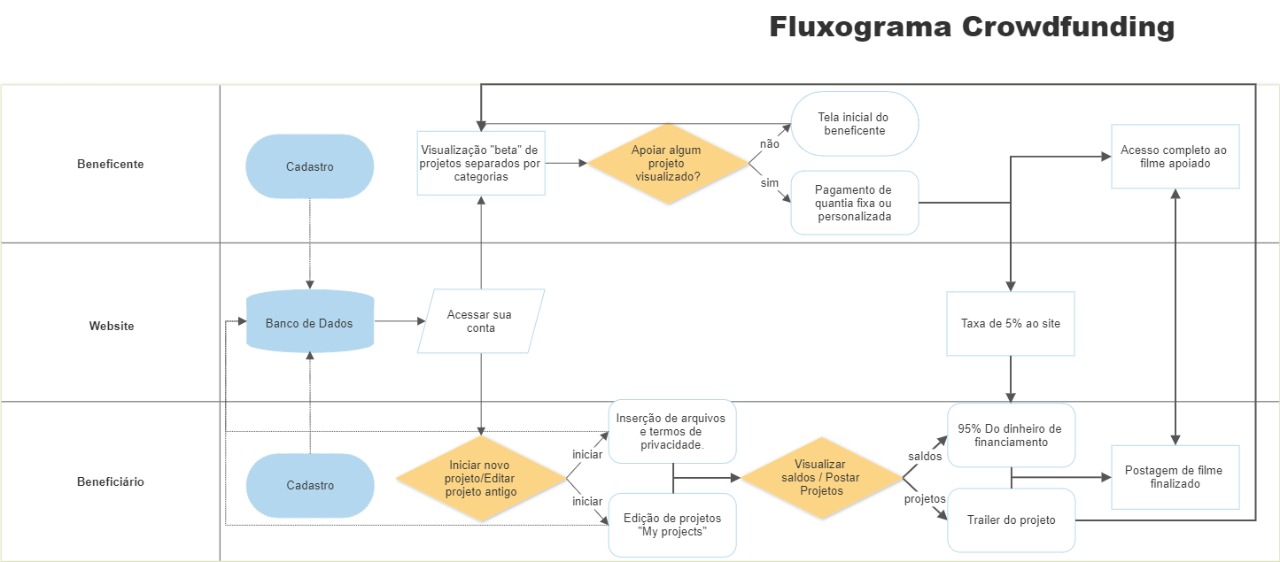 Fluxograma Crowdfunding
Beneficente
Cadastro
Visualização "beta" de
projetos separados por
categorias
Apoiar algum
projeto
visualizado?
não
sim
Tela inicial do
beneficente
Pagamento de
quantia fixa ou
personalizada
Acesso completo ao
filme apoiado
Website
Banco de Dados
Acessar sua
conta
Taxa de 5% ao site
Beneficiário
Cadastro
Iniciar novo
projeto/Editar
projeto antigo
iniciar
iniciar
Inserção de arquivos
e termos de
privacidade.
Edição de projetos
"My projects"
Visualizar
saldos / Postar
Projetos
saldos
projetos
95% Do dinheiro de
financiamento
Trailer do projeto
Postagem de filme
finalizado